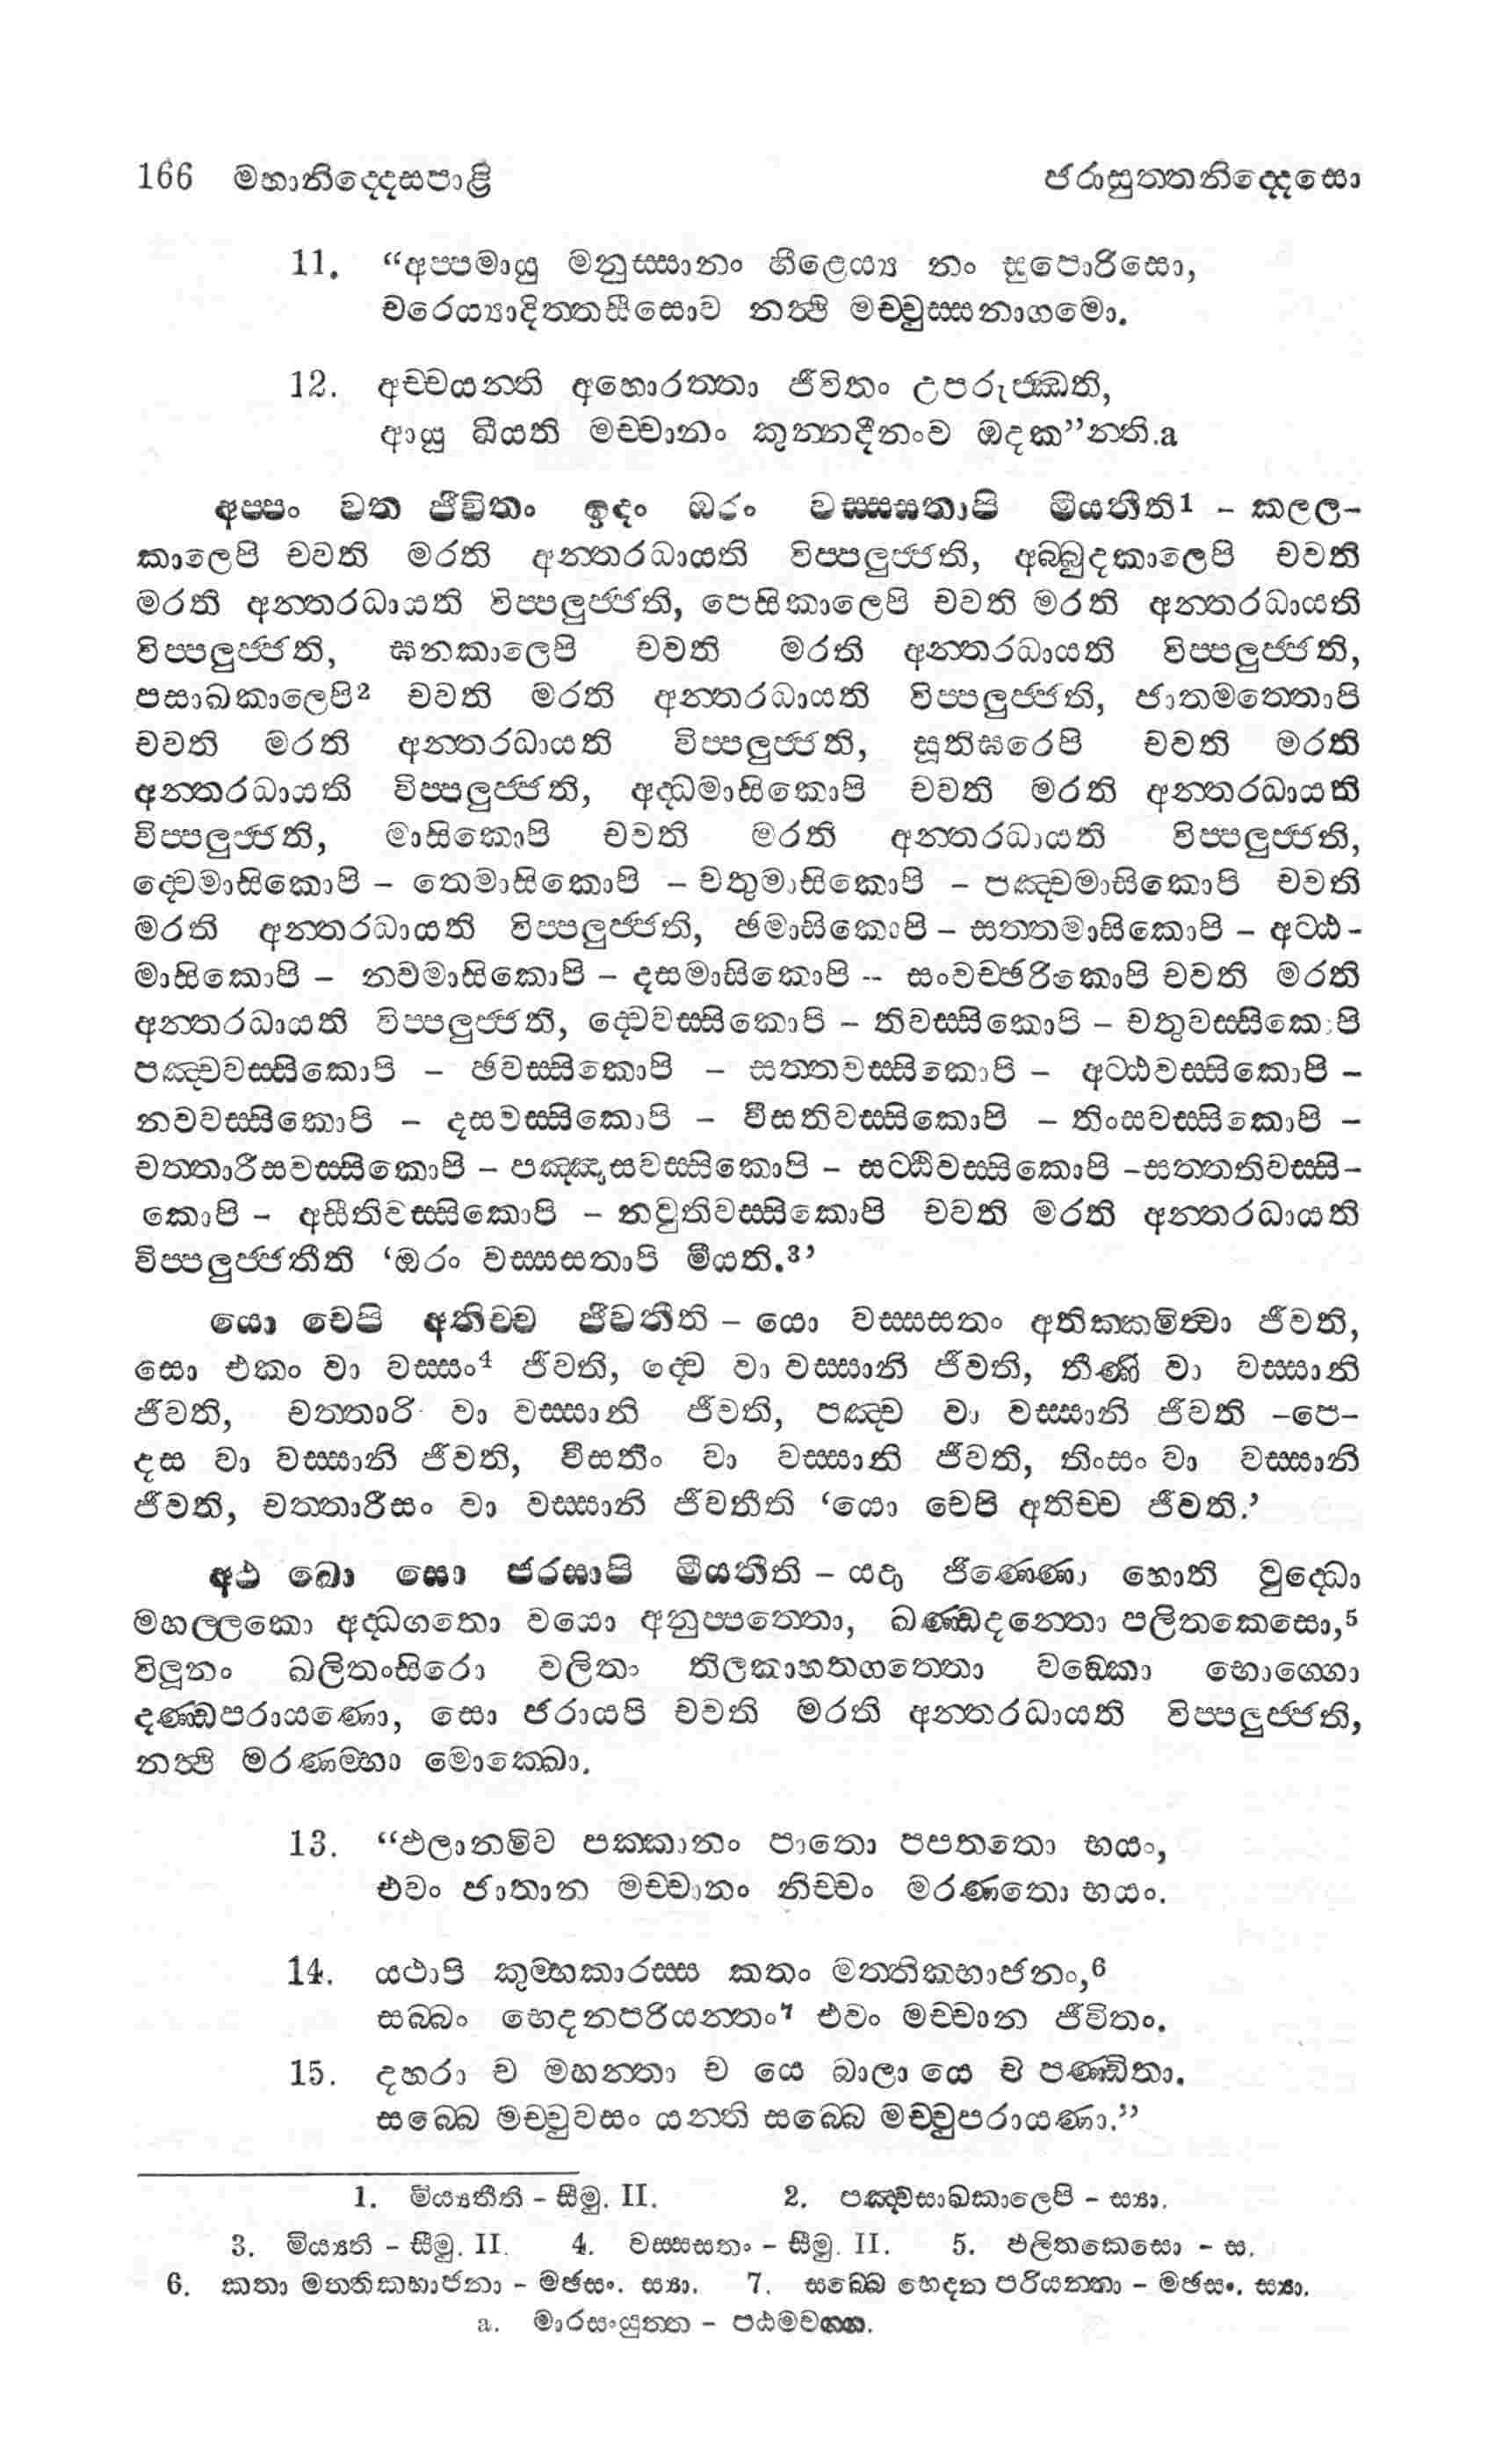 166 මහානිද්දෙසපාළි ජරාසුත්තනිද්දෙසො
11. “අප්පමායු මනුස්සානං හීළෙය්‍ය නං සුපොරිසො,
චරෙය්‍යාදිත්තසීසොව නත්‍ථි මච්චුස්සනාගමො.
12. අච්චයන්ති අහොරත්තා ජීවිතං උපරුජ්ඣති,
ආයු ඛීයති මච්චානං කුන්නදීනංව ඔදක”න්ති.a
අප්පං වත ජීවිතං ඉදං ඔරං වස්සසතාපි මීයතීති1 – කලල-
කාලෙපි චවති මරති අන්තරධායති විප්පලුජ්ජති, අබ්බුදකාලෙපි චවති
මරති අන්තරධායති විප්පලුජ්ජති, පෙසිකාලෙපි චවති මරති අන්තරධායති
විප්පලුජ්ජති, ඝනකාලෙපි චවති මරති අන්තරධායති විප්පලුජ්ජති,
පසාඛකාලෙපි2 චවති මරති අන්තරධායති විප්පලුජ්ජති, ජාතමත්තොපි
චවති මරති අන්තරධායති විප්පලුජ්ජති, සූතිඝරෙපි චවති මරති
අන්තරධායති විප්පලුජ්ජති, අද්ධමාසිකොපි චවති මරති අන්තරධායති
විප්පලුජ්ජති, මාසිකොපි චවති මරති අන්තරධායති විප්පලුජ්ජති,
ද්වෙමාසිකොපි – තෙමාසිකොපි – චතුමාසිකොපි – පඤ්චමාසිකොපි චවති
මරති අන්තරධායති විප්පලුජ්ජති, ඡමාසිකොපි – සත්තමාසිකොපි – අට්ඨ-
මාසිකොපි – නවමාසිකොපි – දසමාසිකොපි -- සංවච්ඡරිකොපි චවති මරති
අන්තරධායති විප්පලුජ්ජති, ද්වෙවස්සිකොපි – තිවස්සිකොපි – චතුවස්සිකොපි
පඤ්චවස්සිකොපි – ඡවස්සිකොපි – සත්තවස්සිකොපි – අට්ඨවස්සිකොපි –
නවවස්සිකොපි – දසවස්සිකොපි – වීසතිවස්සිකොපි – තිංසවස්සිකොපි –
චත්තාරීසවස්සිකොපි – පඤ්ඤාසවස්සිකොපි – සට්ඨිවස්සිකොපි –සත්තතිවස්සි-
කොපි – අසීතිවස්සිකොපි – නවුතිවස්සිකොපි චවති මරති අන්තරධායති
විප්පලුජ්ජතීති ‘ඔරං වස්සසතාපි මීයති.3’
යො චෙපි අතිච්ච ජීවතීති – යො වස්සසතං අතික්කමිත්වා ජීවති,
සො එකං වා වස්සං4 ජීවති, ද්වෙ වා වස්සානි ජීවති, තීණි වා වස්සානි
ජීවති, චත්තාරි වා වස්සානි ජීවති, පඤ්ච වා වස්සානි ජීවති –පෙ–
දස වා වස්සානි ජීවති, වීසතීං වා වස්සානි ජීවති, තිංසං වා වස්සානි
ජීවති, චත්තාරීසං වා වස්සානි ජීවතීති ‘යො චෙපි අතිච්ච ජීවති.’
අථ ඛො සො ජරසාපි මීයතීති – යදා ජිණ්ණො හොති වුද්ධො
මහල්ලකො අද්ධගතො වයො අනුප්පත්තො, ඛණ්ඩදන්තො පලිතකෙසො,5
විලූනං ඛලිතංසිරො වලිතං තිලකාහතගත්තො වඞ්කො භොග්ගො
දණ්ඩපරායණො, සො ජරායපි චවති මරති අන්තරධායති විප්පලුජ්ජති,
නත්‍ථි මරණම්හා මොක්ඛො.
13. “ඵලානමිව පක්කානං පාතො පපතතො භයං,
එවං ජාතාන මච්චානං නිච්චං මරණතො භයං.
14. යථාපි කුම්භකාරස්ස කතං මත්තිකභාජනං,6
සබ්බං භෙදනපරියන්තං7 එවං මච්චාන ජීවිතං.
15. දහරා ච මහන්තා ච යෙ බාලා යෙ ච පණ්ඩිතා.
සබ්බෙ මච්චුවසං යන්ති සබ්බෙ මච්චුපරායණා.”
1. මිය්‍යතීති – සීමු. II. 2. පඤ්චසාඛකාලෙපි – ස්‍යා.
3. මිය්‍යති – සීමු. II. 4. වස්සසතං – සීමු. II. 5. ඵලිතකෙසො – ස.
6. කතා මත්තිකභාජනා – මඡසං. ස්‍යා. 7. සබ්බෙ භෙදන පරියන්තා – මඡසං. ස්‍යා.
a. මාරසංයුත්ත – පඨමවග්ග.